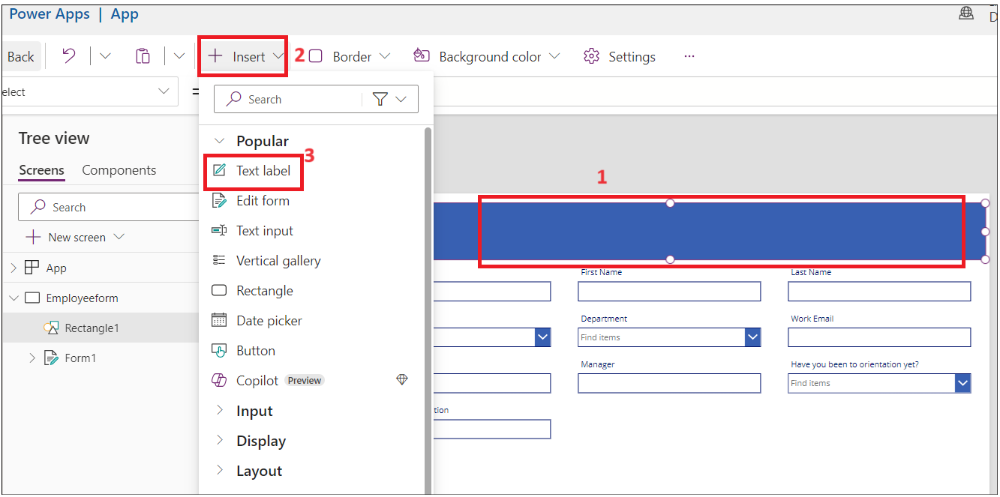 Power Apps | App
D
Back
Insert
2
Border
Background color
Settings
...
elect
=
Search
Tree view
Popular
Screens
Components
Text label
3
1
Search
Edit form
New screen
Text input
App
Vertical gallery
First Name
Last Name
Employeeform
Rectangle
Rectangle1
Date picker
Department
Work Email
Find items
Form1
Button
Copilot Preview
Manager
Have you been to orientation yet?
Find items
Input
tion
Display
Layout